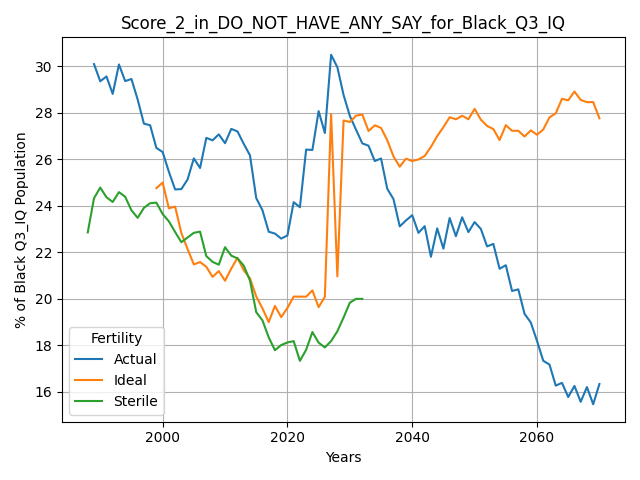 Score_2_in_DO_NOT_HAVE_ANY_SAY_for_Black_Q3_IQ
% of Black Q3_IQ Population
30
28
26
24
22
20
18
16
Fertility
Actual
Ideal
Sterile
2000 2020 2040 2060
Years